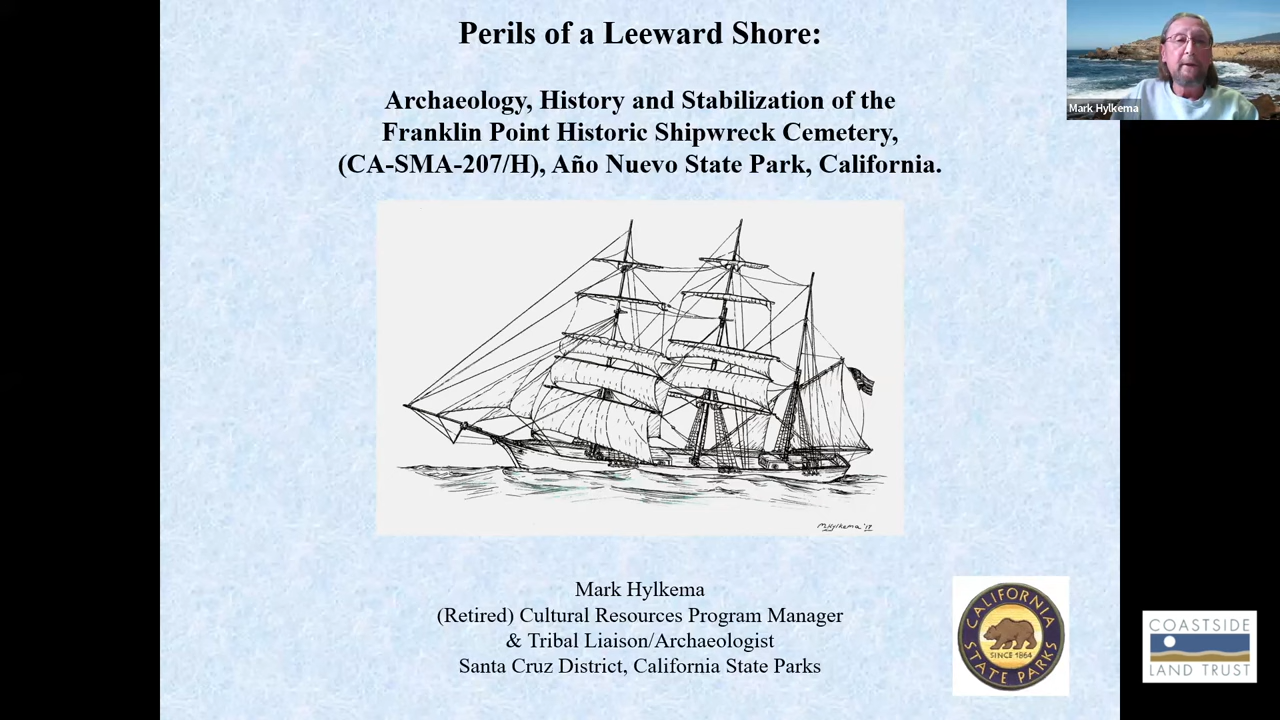 Perils of a Leeward Shore:
Archaeology, History and Stabilization of the
Franklin Point Historic Shipwreck Cemetery,
(CA-SMA-207/H), Año Nuevo State Park, California.
Mark Hylkema
M.Hylkema '17
Mark Hylkema
(Retired) Cultural Resources Program Manager
& Tribal Liaison/Archaeologist
Santa Cruz District, California State Parks
CALIFORNIA
SINCE 1864
STATE PARKS
COASTSIDE
LAND TRUST